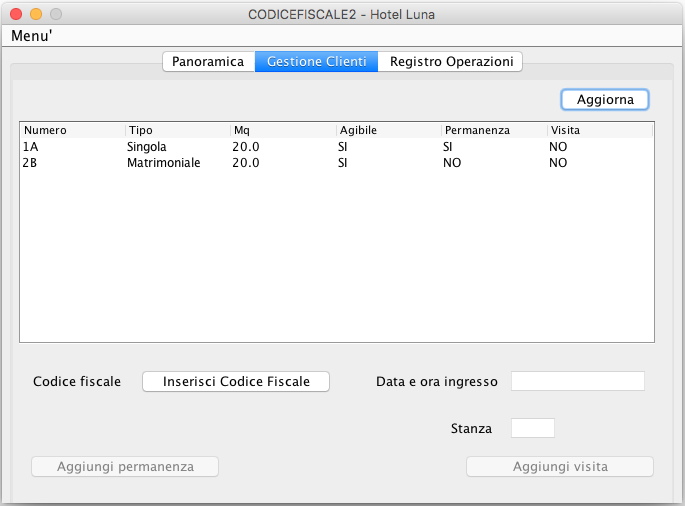 CODICEFISCALE2 - Hotel Luna
Menu'
Panoramica Gestione Clienti Registro Operazioni
Aggiorna
Numero Tipo Mq Agibile Permanenza Visita
1A Singola 20.0 SI SI NO
2B Matrimoniale 20.0 SI NO NO
Codice fiscale Inserisci Codice Fiscale Data e ora ingresso
Stanza
Aggiungi permanenza Aggiungi visita